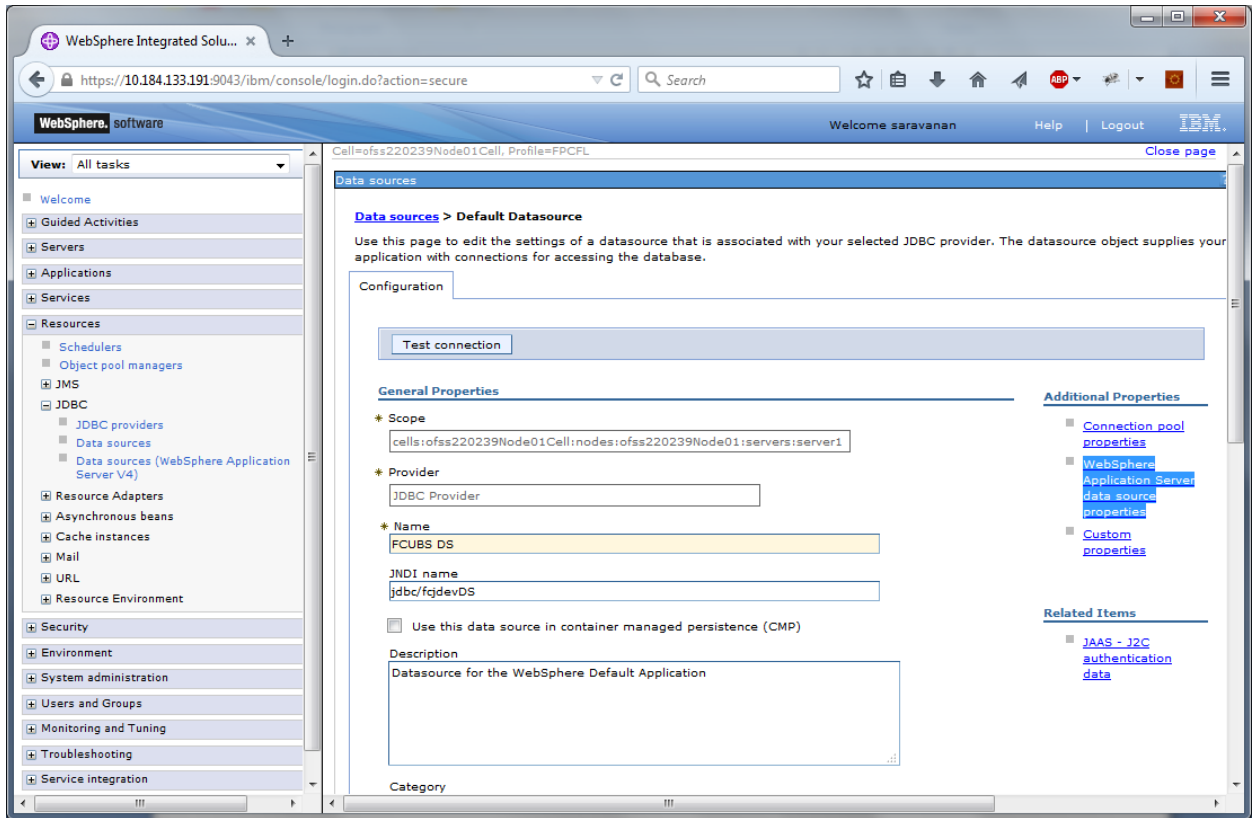 WebSphere Integrated Solu...
https://10.184.133.191:9043/ibm/console/login.do?action=secure
Search
ABP
WebSphere. software
Welcome saravanan
Help | Logout
IBM.
View: All tasks
Welcome
Guided Activities
Servers
Applications
Services
Resources
Schedulers
Object pool managers
JMS
JDBC
JDBC providers
Data sources
Data sources (WebSphere Application
Server V4)
Resource Adapters
Asynchronous beans
Cache instances
Mail
URL
Resource Environment
Security
Environment
System administration
Users and Groups
Monitoring and Tuning
Troubleshooting
Service integration
Cell=ofss220239Node01Cell, Profile=FPCFL
Close page
Data sources
?
Data sources > Default Datasource
Use this page to edit the settings of a datasource that is associated with your selected JDBC provider. The datasource object supplies your
application with connections for accessing the database.
Configuration
Test connection
General Properties
* Scope
cells:ofss220239Node01Cell:nodes:ofss220239Node01:servers:server1
* Provider
JDBC Provider
* Name
FCUBS DS
JNDI name
jdbc/fcjdevDS
Use this data source in container managed persistence (CMP)
Description
Datasource for the WebSphere Default Application
Category
Additional Properties
Connection pool
properties
WebSphere
Application Server
data source
properties
Custom
properties
Related Items
JAAS - J2C
authentication
data